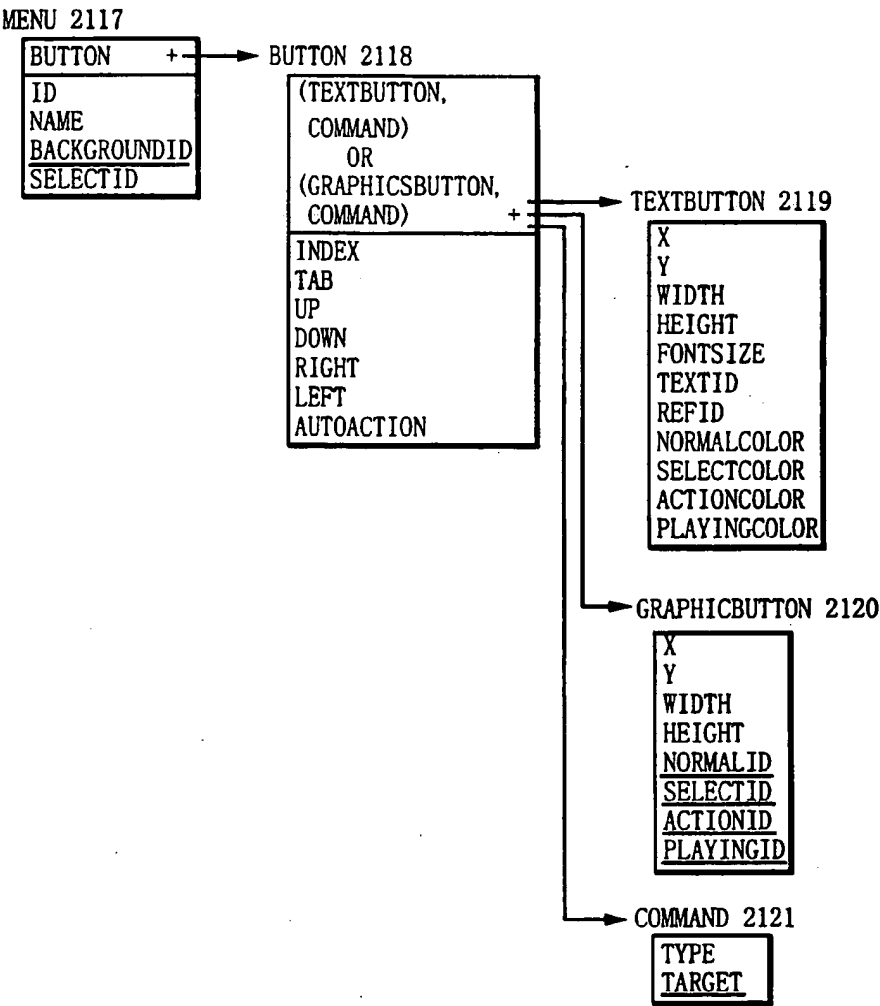 MENU 2117
BUTTON +
ID
NAME
BACKGROUNDID
SELECTID
BUTTON 2118
(TEXTBUTTON,
COMMAND)
OR
(GRAPHICSBUTTON,
COMMAND) +
INDEX
TAB
UP
DOWN
RIGHT
LEFT
AUTOACTION
TEXTBUTTON 2119
X
Y
WIDTH
HEIGHT
FONTSIZE
TEXTID
REFID
NORMALCOLOR
SELECTCOLOR
ACTIONCOLOR
PLAYINGCOLOR
GRAPHICBUTTON 2120
X
Y
WIDTH
HEIGHT
NORMALID
SELECTID
ACTIONID
PLAYINGID
COMMAND 2121
TYPE
TARGET